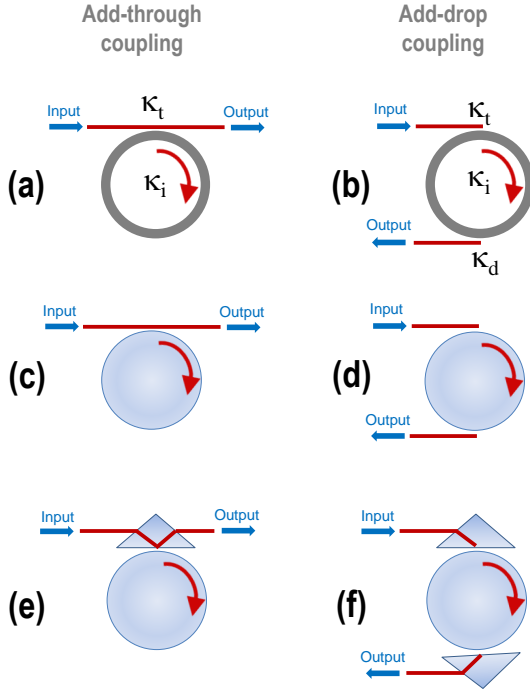 Add-through coupling
Add-drop coupling
Input
κt
Output
(a)
κi
Input
κt
(b)
κi
Output
κd
Input
Output
(c)
Input
(d)
Output
Input
Output
(e)
Input
(f)
Output